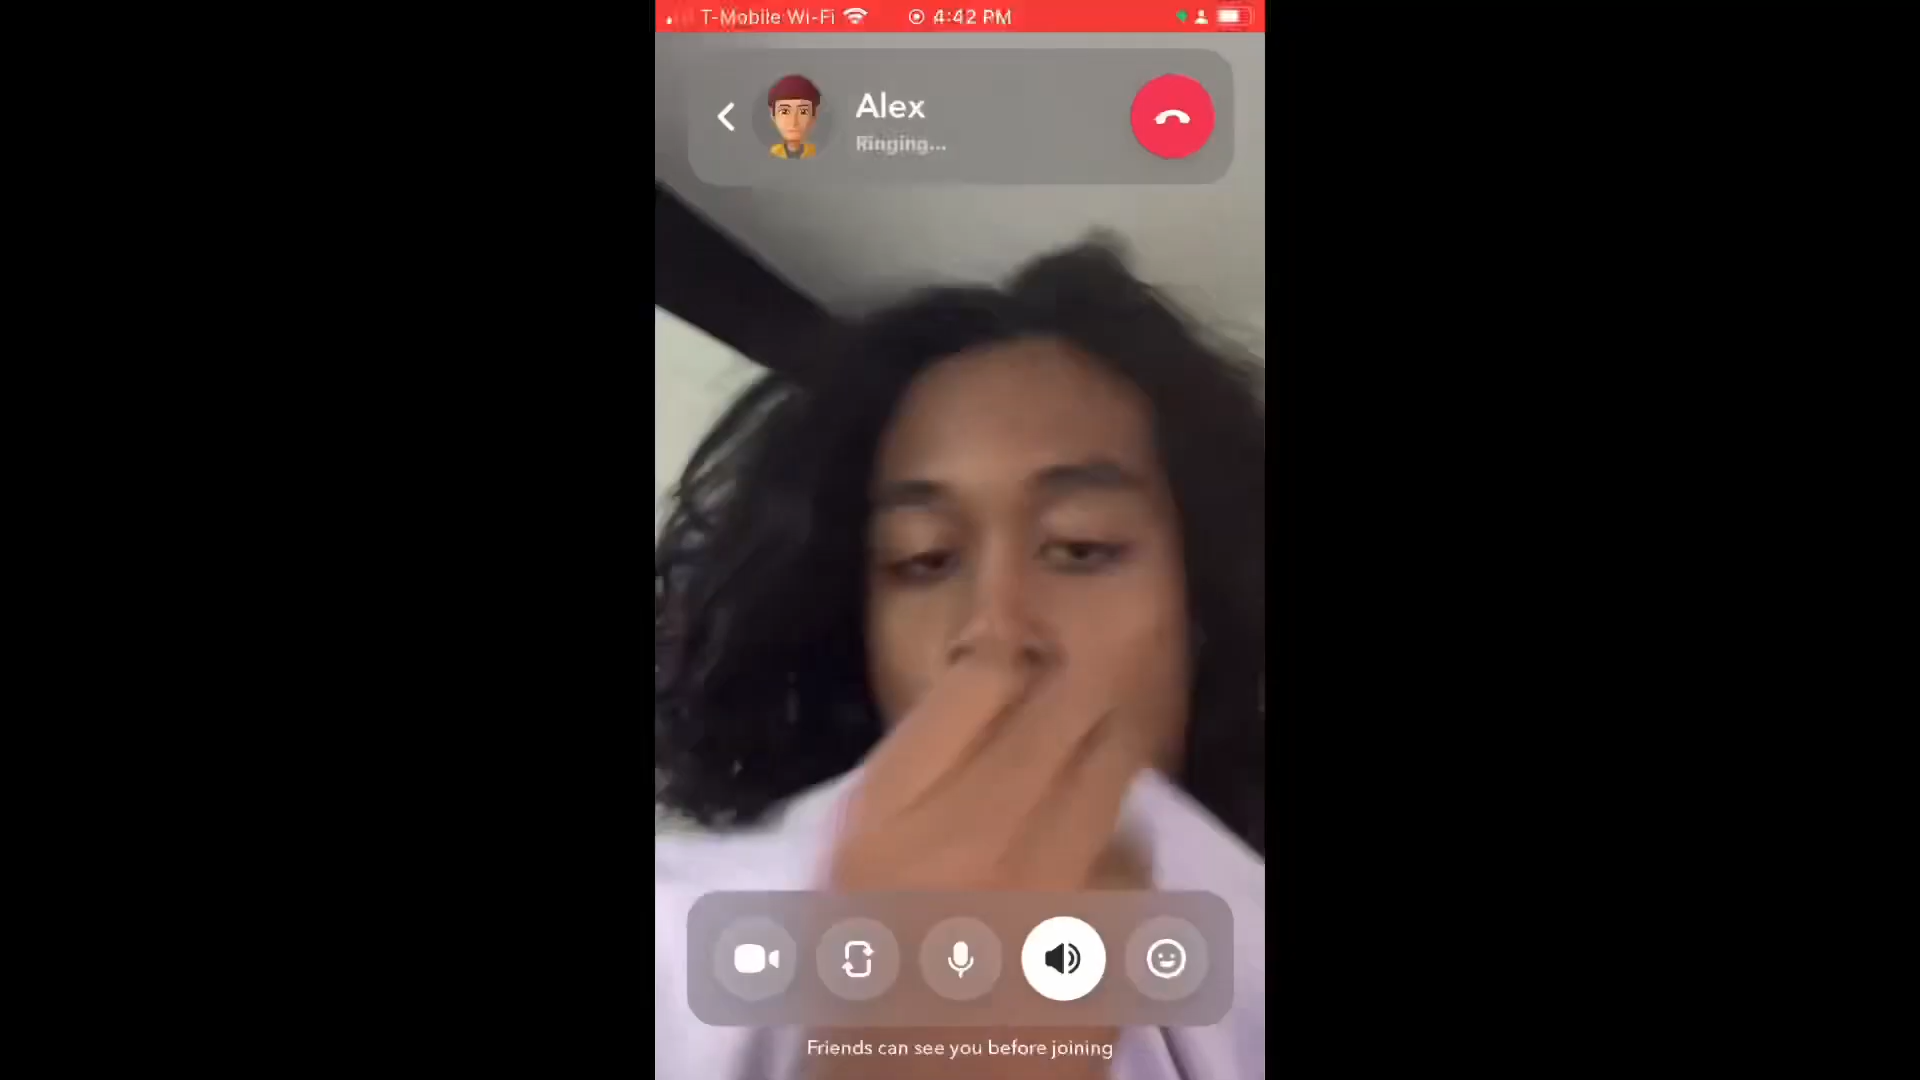 T-Mobile Wi-Fi 4:42 PM
Alex
Ringing...
Friends can see you before joining